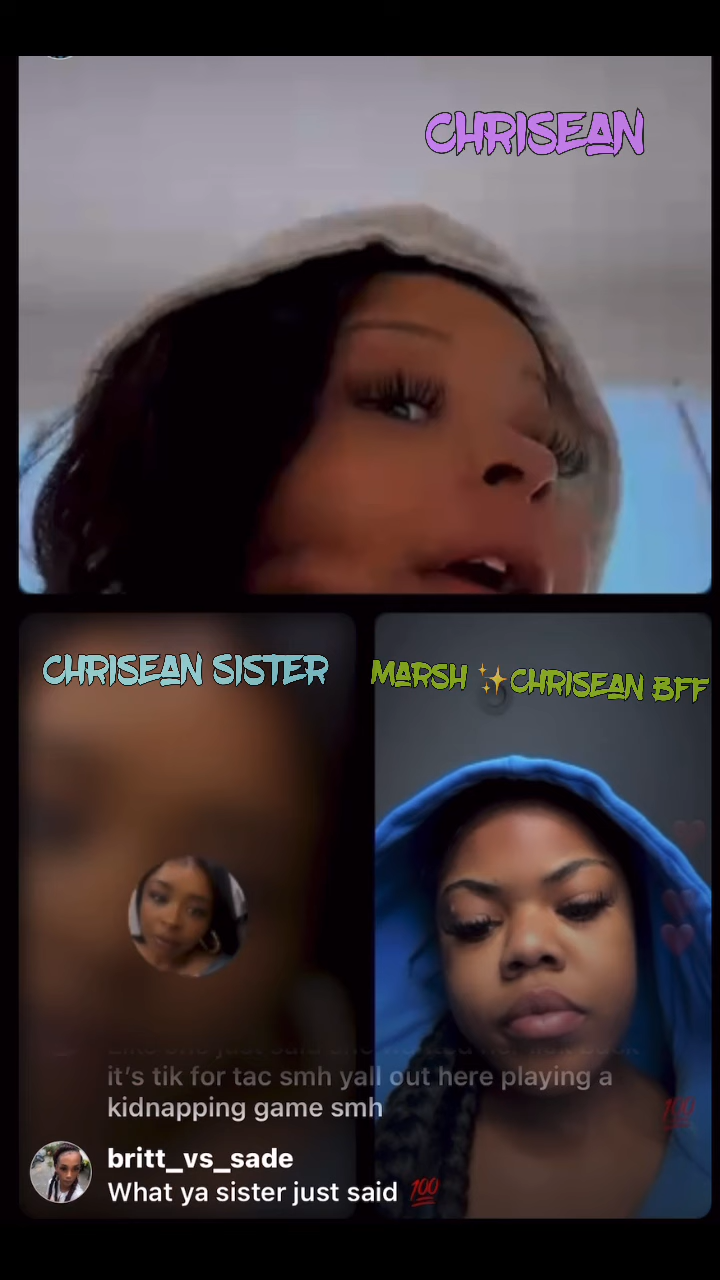 CHRISEAN
CHRISEAN SISTER
MARSH ✨CHRISEAN BFF
it's tik for tac smh yall out here playing a
kidnapping game smh
britt_vs_sade
What ya sister just said 💯